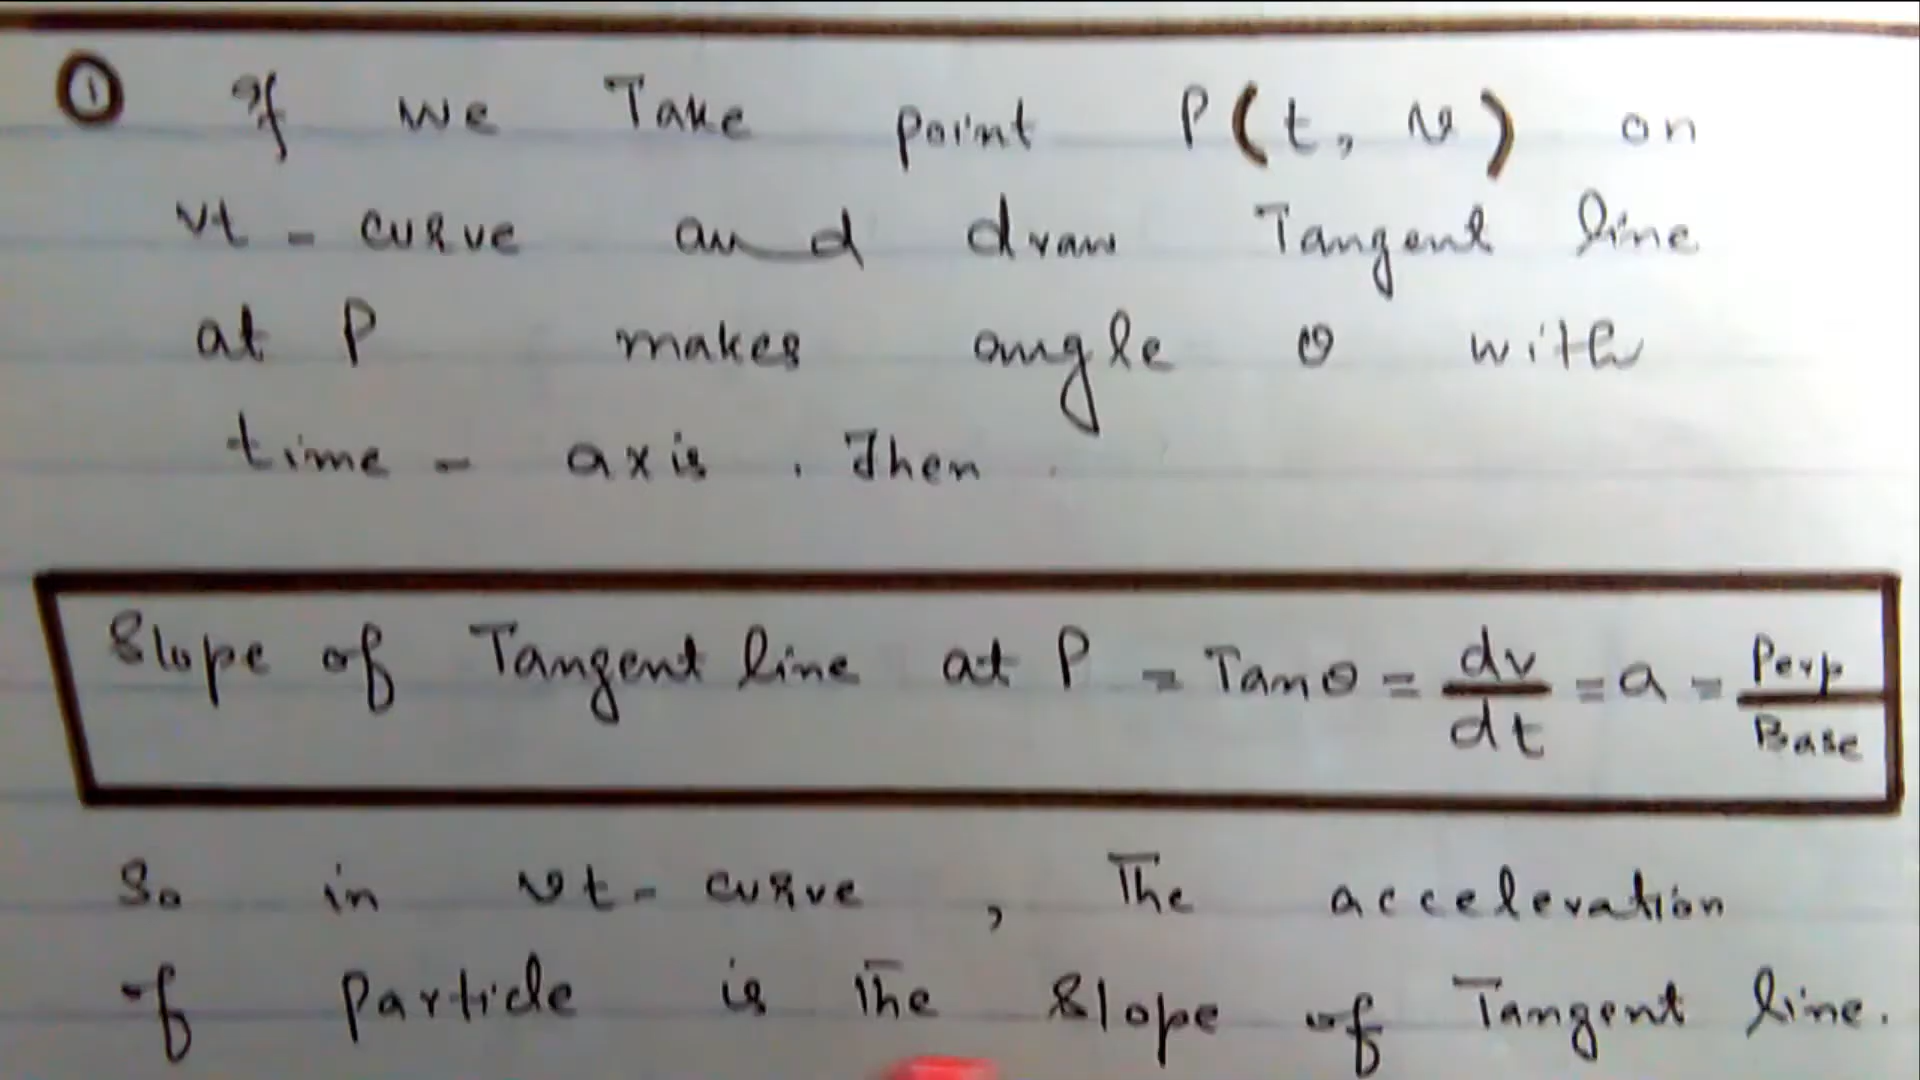 ① If we Take point P(t, v) on
vt - curve and draw Tangent line
at P makes angle θ with
time - axis . Then
Slope of Tangent line at P = Tanθ = dv/dt = a = Perp/Base
So in vt - curve , The acceleration
of particle is The slope of Tangent line.